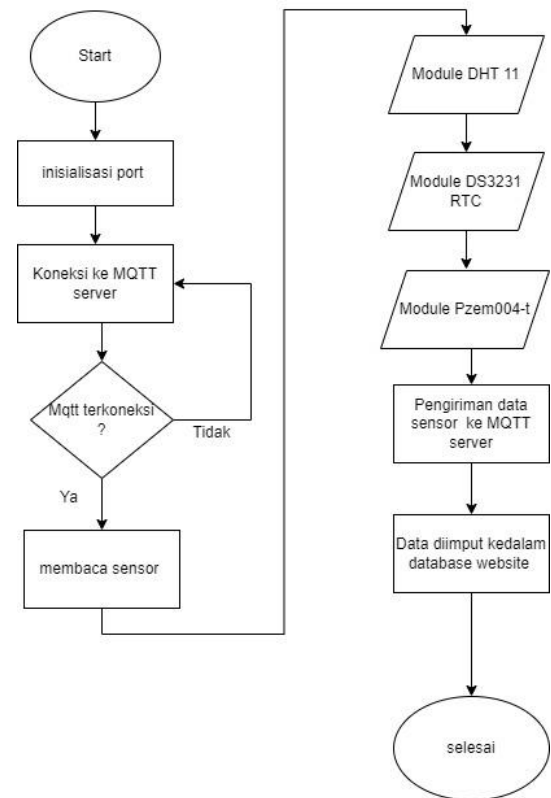 Start
inisialisasi port
Koneksi ke MQTT
server
Mqtt terkoneksi
?
Tidak
Ya
membaca sensor
Module DHT 11
Module DS3231
RTC
Module Pzem004-t
Pengiriman data
sensor ke MQTT
server
Data diimput kedalam
database website
selesai